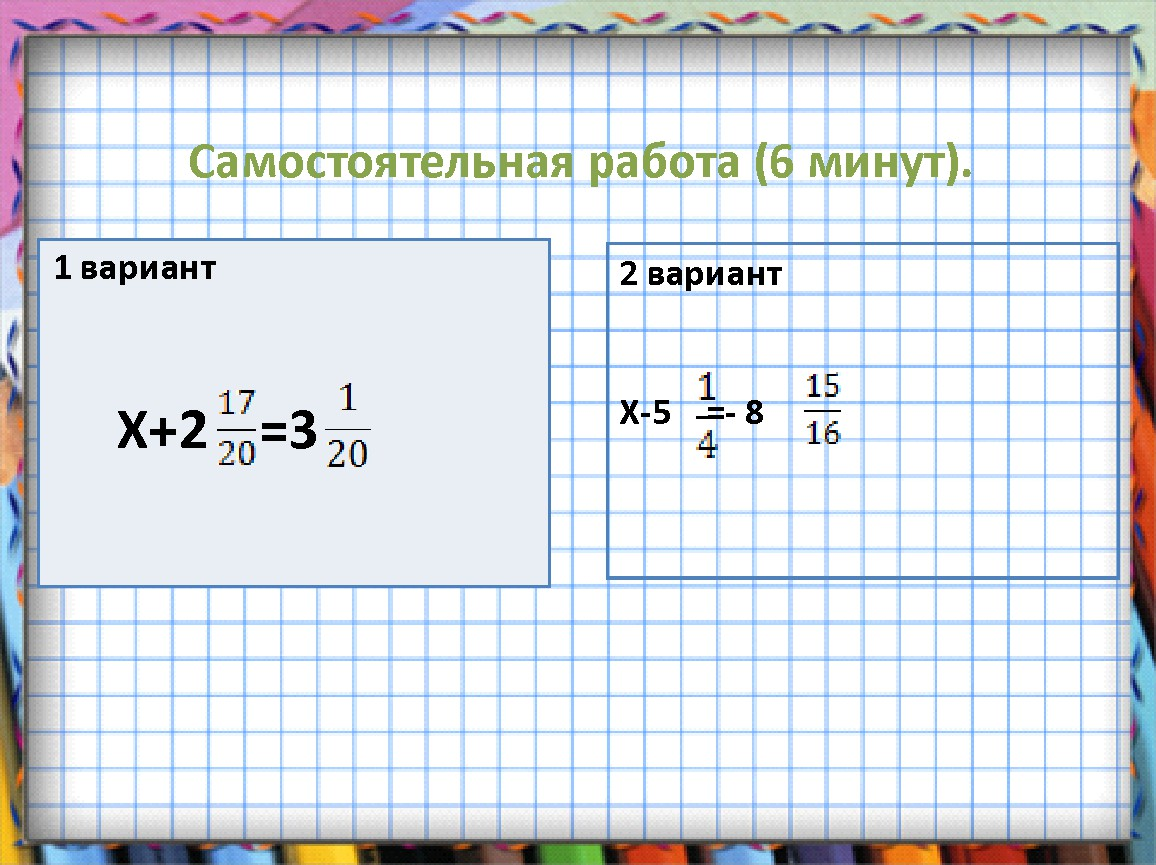 Самостоятельная работа (6 минут).
1 вариант
X+2 17/20 =3 1/20
2 вариант
X-5 1/4 =- 8 15/16